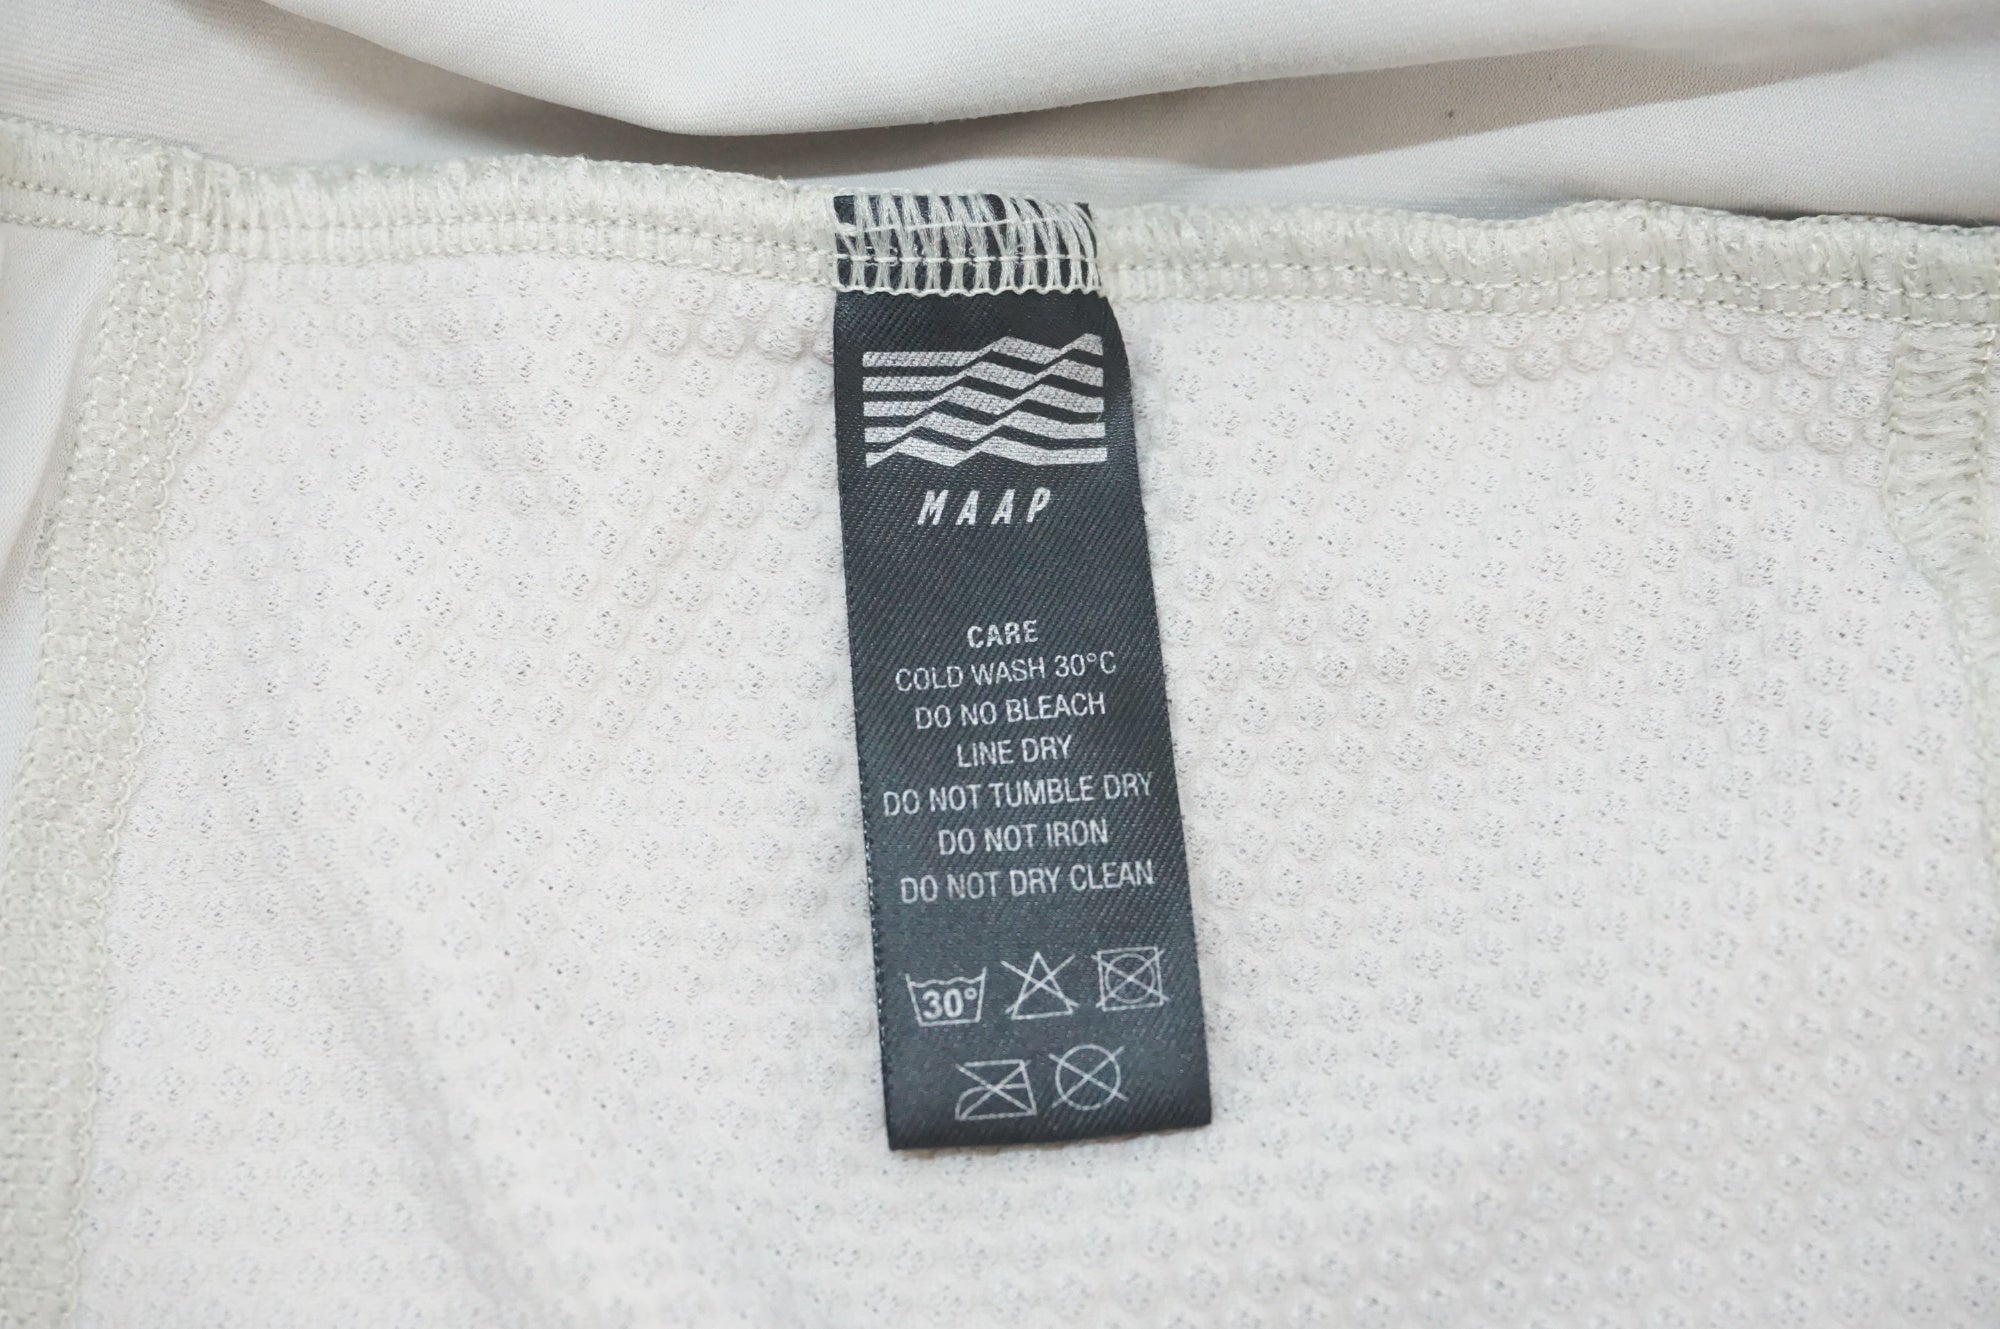 MAAP
CARE
COLD WASH 30°C
DO NO BLEACH
LINE DRY
DO NOT TUMBLE DRY
DO NOT IRON
DO NOT DRY CLEAN
30°